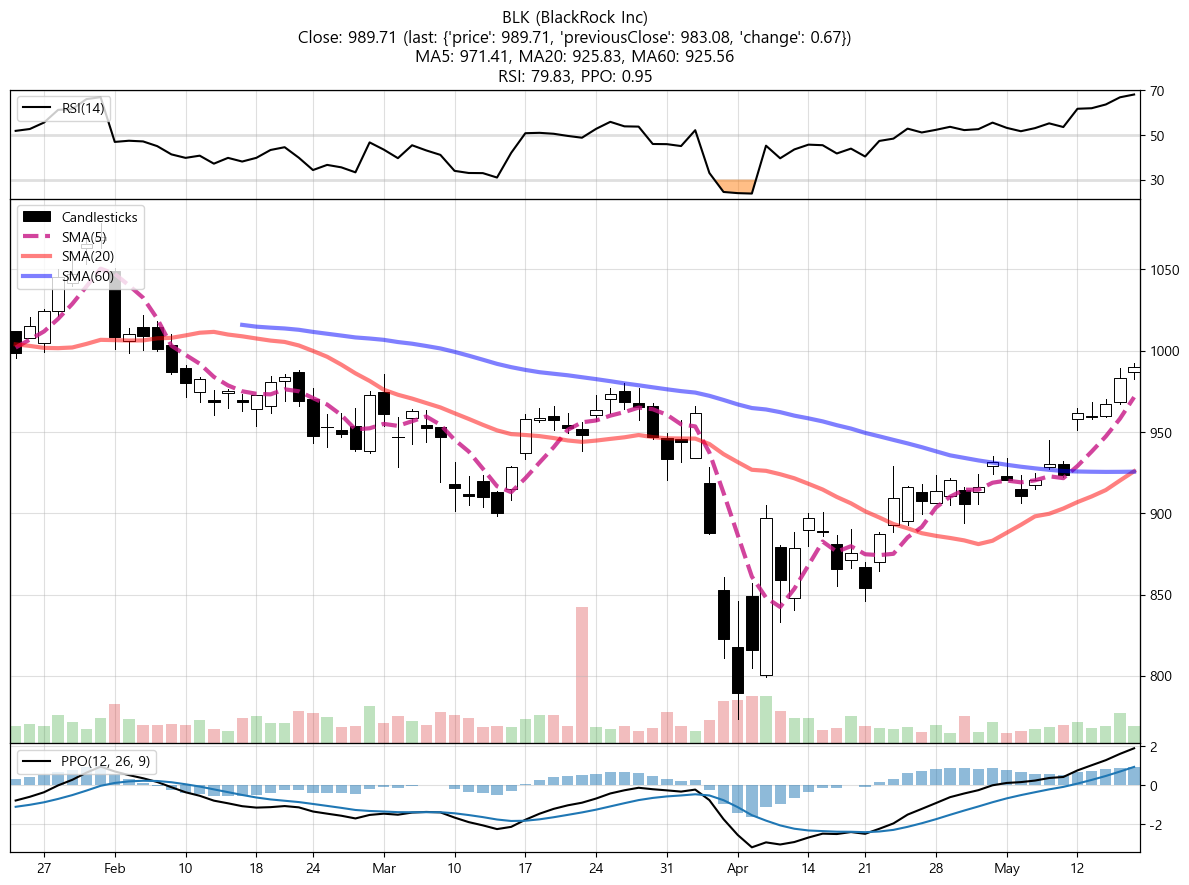 BLK (BlackRock Inc)
Close: 989.71 (last: {'price': 989.71, 'previousClose': 983.08, 'change': 0.67})
MA5: 971.41, MA20: 925.83, MA60: 925.56
RSI: 79.83, PPO: 0.95
RSI(14)
70
50
30
Candlesticks
SMA(5)
SMA(20)
SMA(60)
1050
1000
950
900
850
800
PPO(12, 26, 9)
2
0
-2
27 Feb 10 18 24 Mar 10 17 24 31 Apr 14 21 28 May 12